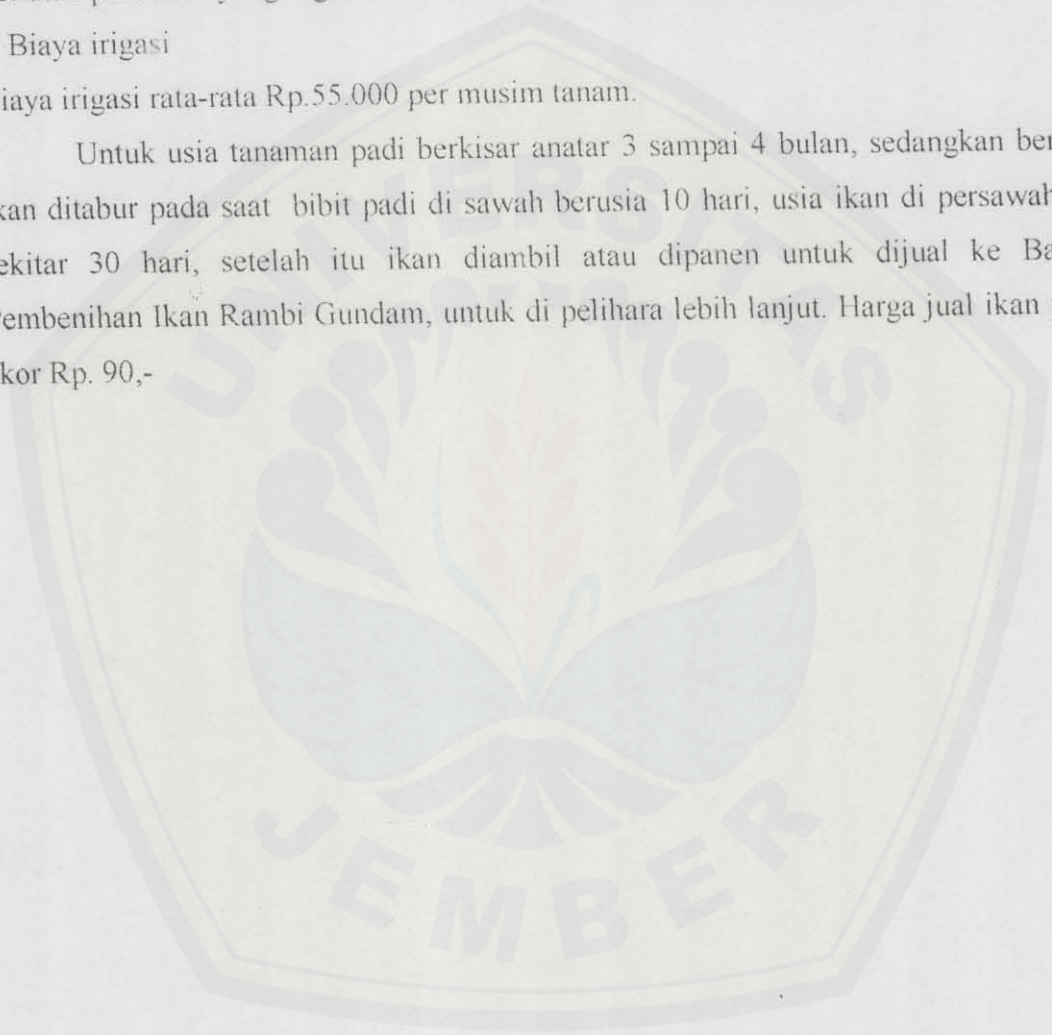 Biaya irigasi
iaya irigasi rata-rata Rp.55.000 per musim tanam.
Untuk usia tanaman padi berkisar anatar 3 sampai 4 bulan, sedangkan ber
kan ditabur pada saat bibit padi di sawah berusia 10 hari, usia ikan di persawah
ekitar 30 hari, setelah itu ikan diambil atau dipanen untuk dijual ke Ba
Pembenihan Ikan Rambi Gundam, untuk di pelihara lebih lanjut. Harga jual ikan
kor Rp. 90,-
UNIVERSITAS
JEMBER